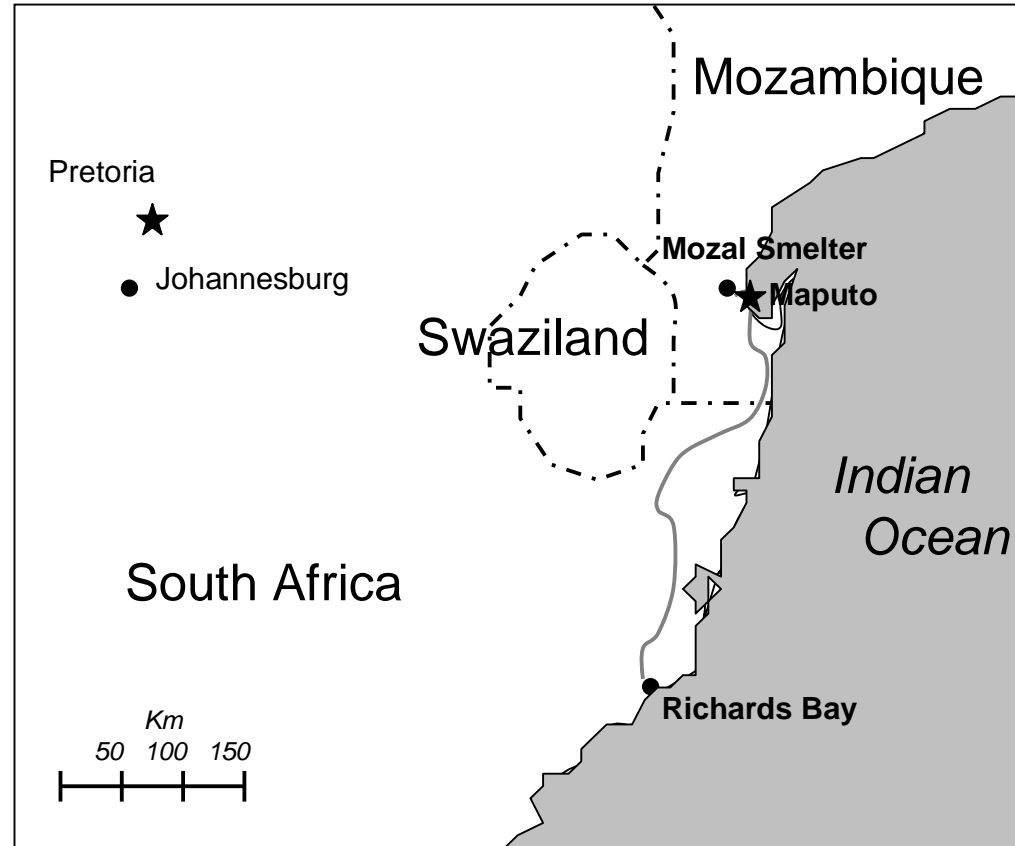 Mozambique
Pretoria
Mozal Smelter
Johannesburg
Maputo
Swaziland
Indian
Ocean
South Africa
Richards Bay
Km
50 100 150